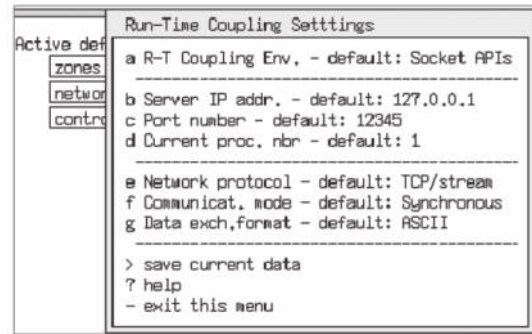 Run-Time Coupling Setttings
Active def
zones
networ
contro
a R-T Coupling Env. - default: Socket APIs
b Server IP addr. - default: 127.0.0.1
c Port number - default: 12345
d Current proc. nbr - default: 1
e Network protocol - default: TCP/stream
f Communicat. mode - default: Synchronous
g Data exch.format - default: ASCII
> save current data
? help
- exit this menu